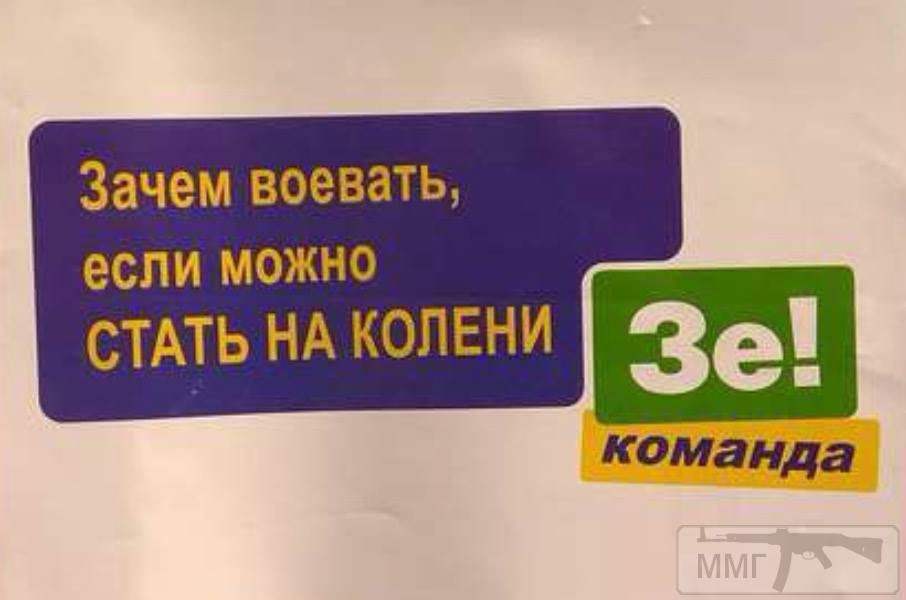 Зачем воевать,
если можно
СТАТЬ НА КОЛЕНИ
Зе!
команда
ММГ